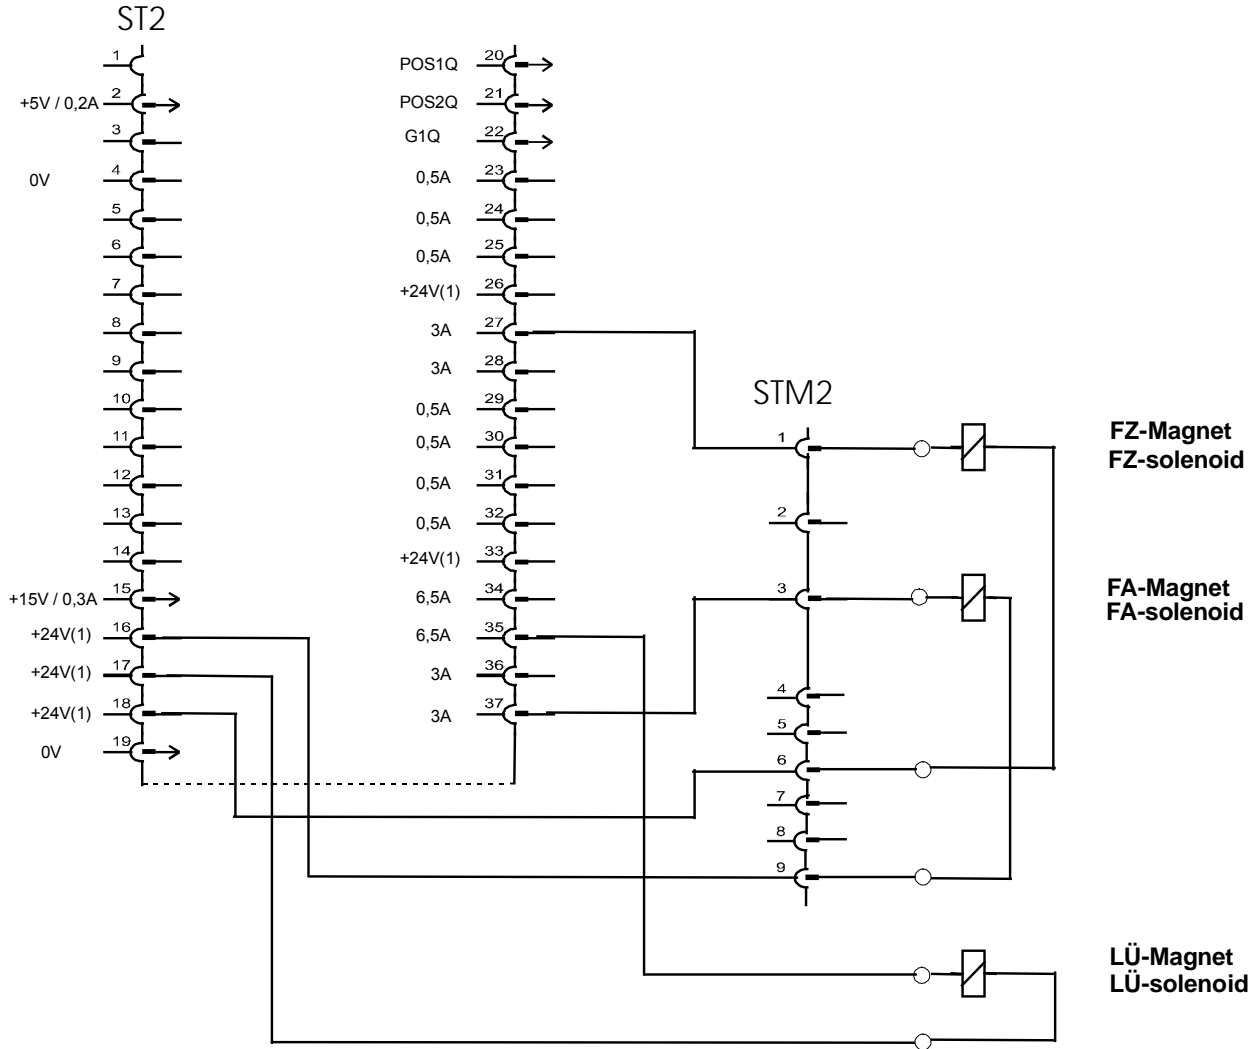 ST2
1
+5V / 0,2A 2
3
0V 4
5
6
7
8
9
10
11
12
13
14
+15V / 0,3A 15
+24V(1) 16
+24V(1) 17
+24V(1) 18
0V 19
POS1Q 20
POS2Q 21
G1Q 22
0,5A 23
0,5A 24
0,5A 25
+24V(1) 26
3A 27
3A 28
0,5A 29
0,5A 30
0,5A 31
0,5A 32
+24V(1) 33
6,5A 34
6,5A 35
3A 36
3A 37
STM2
1
2
3
4
5
6
7
8
9
FZ-Magnet
FZ-solenoid
FA-Magnet
FA-solenoid
LÜ-Magnet
LÜ-solenoid